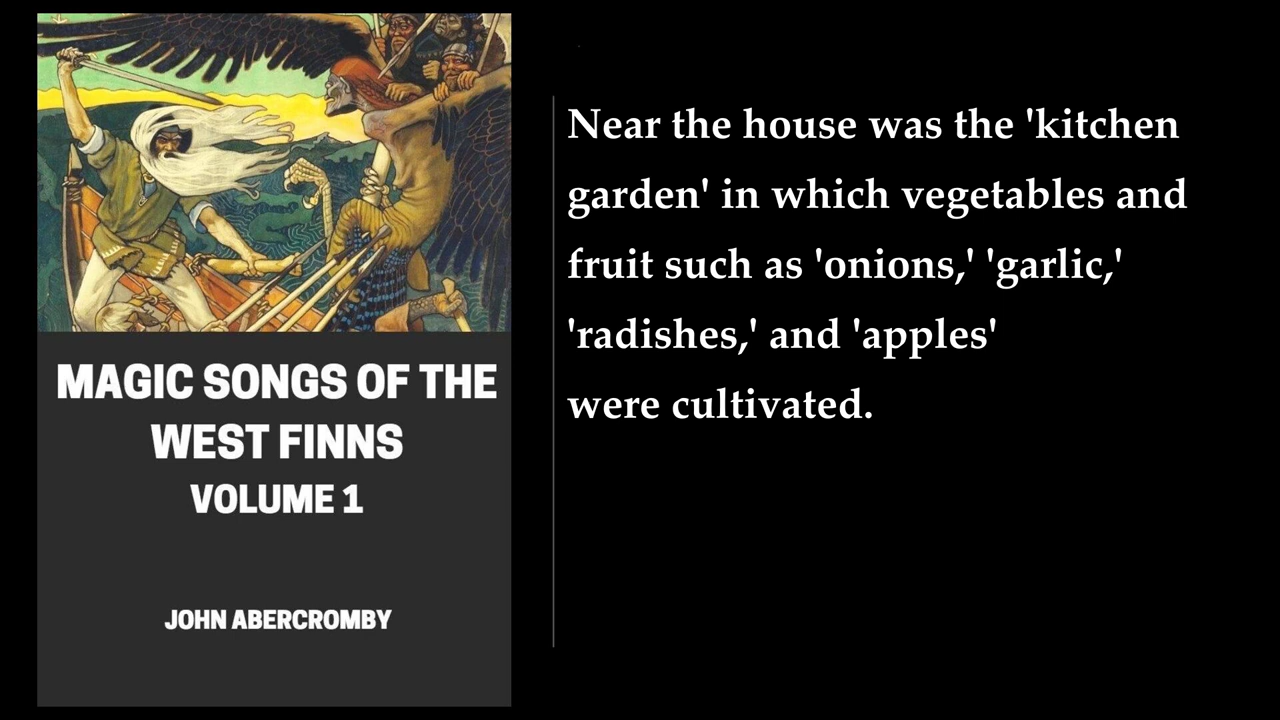 MAGIC SONGS OF THE
WEST FINNS
VOLUME 1
JOHN ABERCROMBY
Near the house was the 'kitchen
garden' in which vegetables and
fruit such as 'onions,' 'garlic,'
'radishes,' and 'apples'
were cultivated.